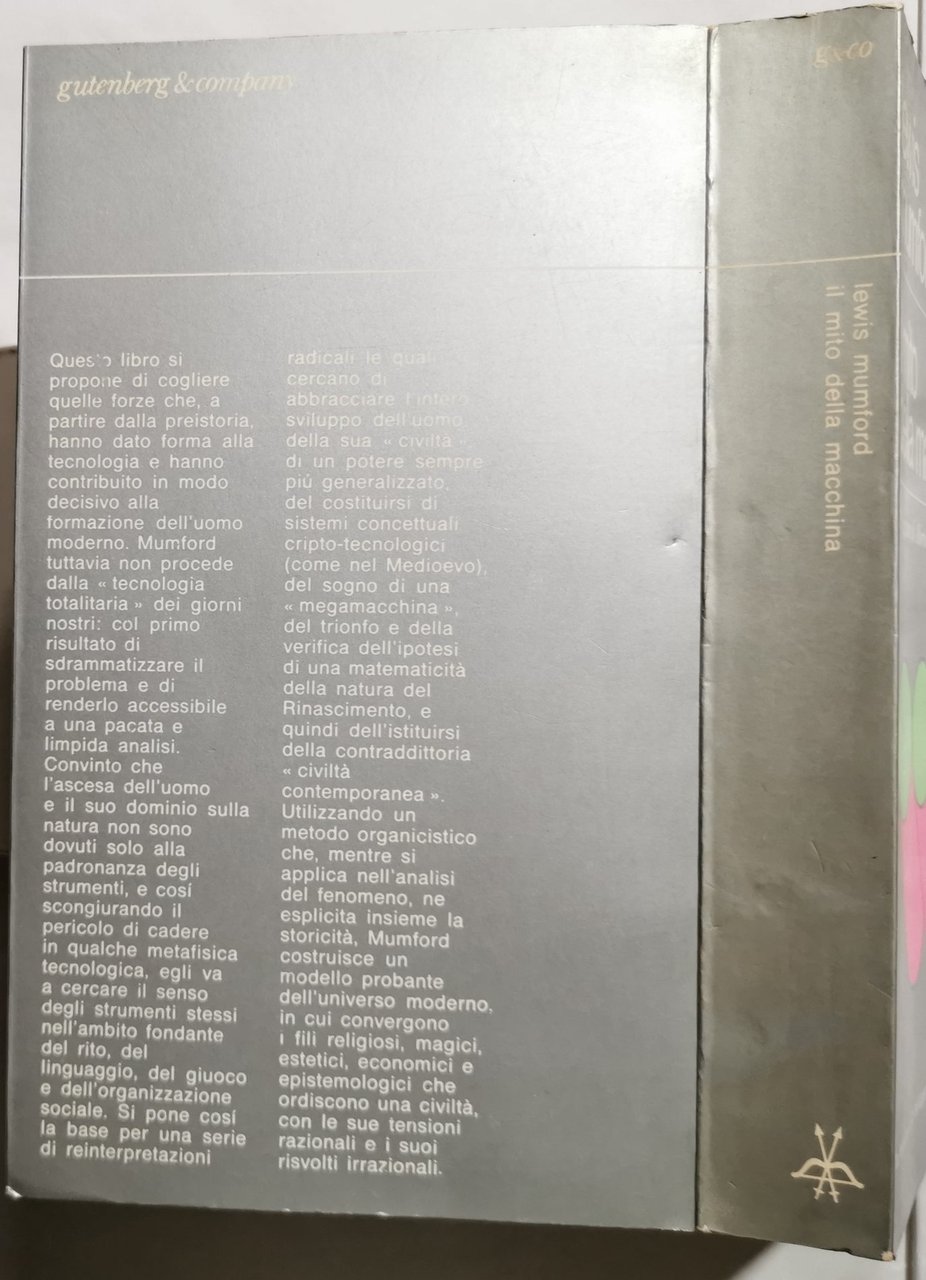 gutenberg & company
Questo libro si
propone di cogliere
quelle forze che, a
partire dalla preistoria,
hanno dato forma alla
tecnologia e hanno
contribuito in modo
decisivo alla
formazione dell'uomo
moderno. Mumford
tuttavia non procede
dalla « tecnologia
totalitaria » dei giorni
nostri: col primo
risultato di
sdrammatizzare il
problema e di
renderlo accessibile
a una pacata e
limpida analisi.
Convinto che
l'ascesa dell'uomo
e il suo dominio sulla
natura non sono
dovuti solo alla
padronanza degli
strumenti, e cosí
scongiurando il
pericolo di cadere
in qualche metafisica
tecnologica, egli va
a cercare il senso
degli strumenti stessi
nell'ambito fondante
del rito, del
linguaggio, del giuoco
e dell'organizzazione
sociale. Si pone cosí
la base per una serie
di reinterpretazioni
radicali le quali
cercano di
abbracciare l'intero
sviluppo dell'uomo
della sua « civiltà »
di un potere sempre
piú generalizzato,
del costituirsi di
sistemi concettuali
cripto-tecnologici
(come nel Medioevo),
del sogno di una
« megamacchina »,
del trionfo e della
verifica dell'ipotesi
di una matematicità
della natura del
Rinascimento, e
quindi dell'istituirsi
della contraddittoria
« civiltà
contemporanea ».
Utilizzando un
metodo organicistico
che, mentre si
applica nell'analisi
del fenomeno, ne
esplicita insieme la
storicità, Mumford
costruisce un
modello probante
dell'universo moderno,
in cui convergono
i fili religiosi, magici,
estetici, economici e
epistemologici che
ordiscono una civiltà,
con le sue tensioni
razionali e i suoi
risvolti irrazionali.
g&co
lewis mumford
il mito della macchina